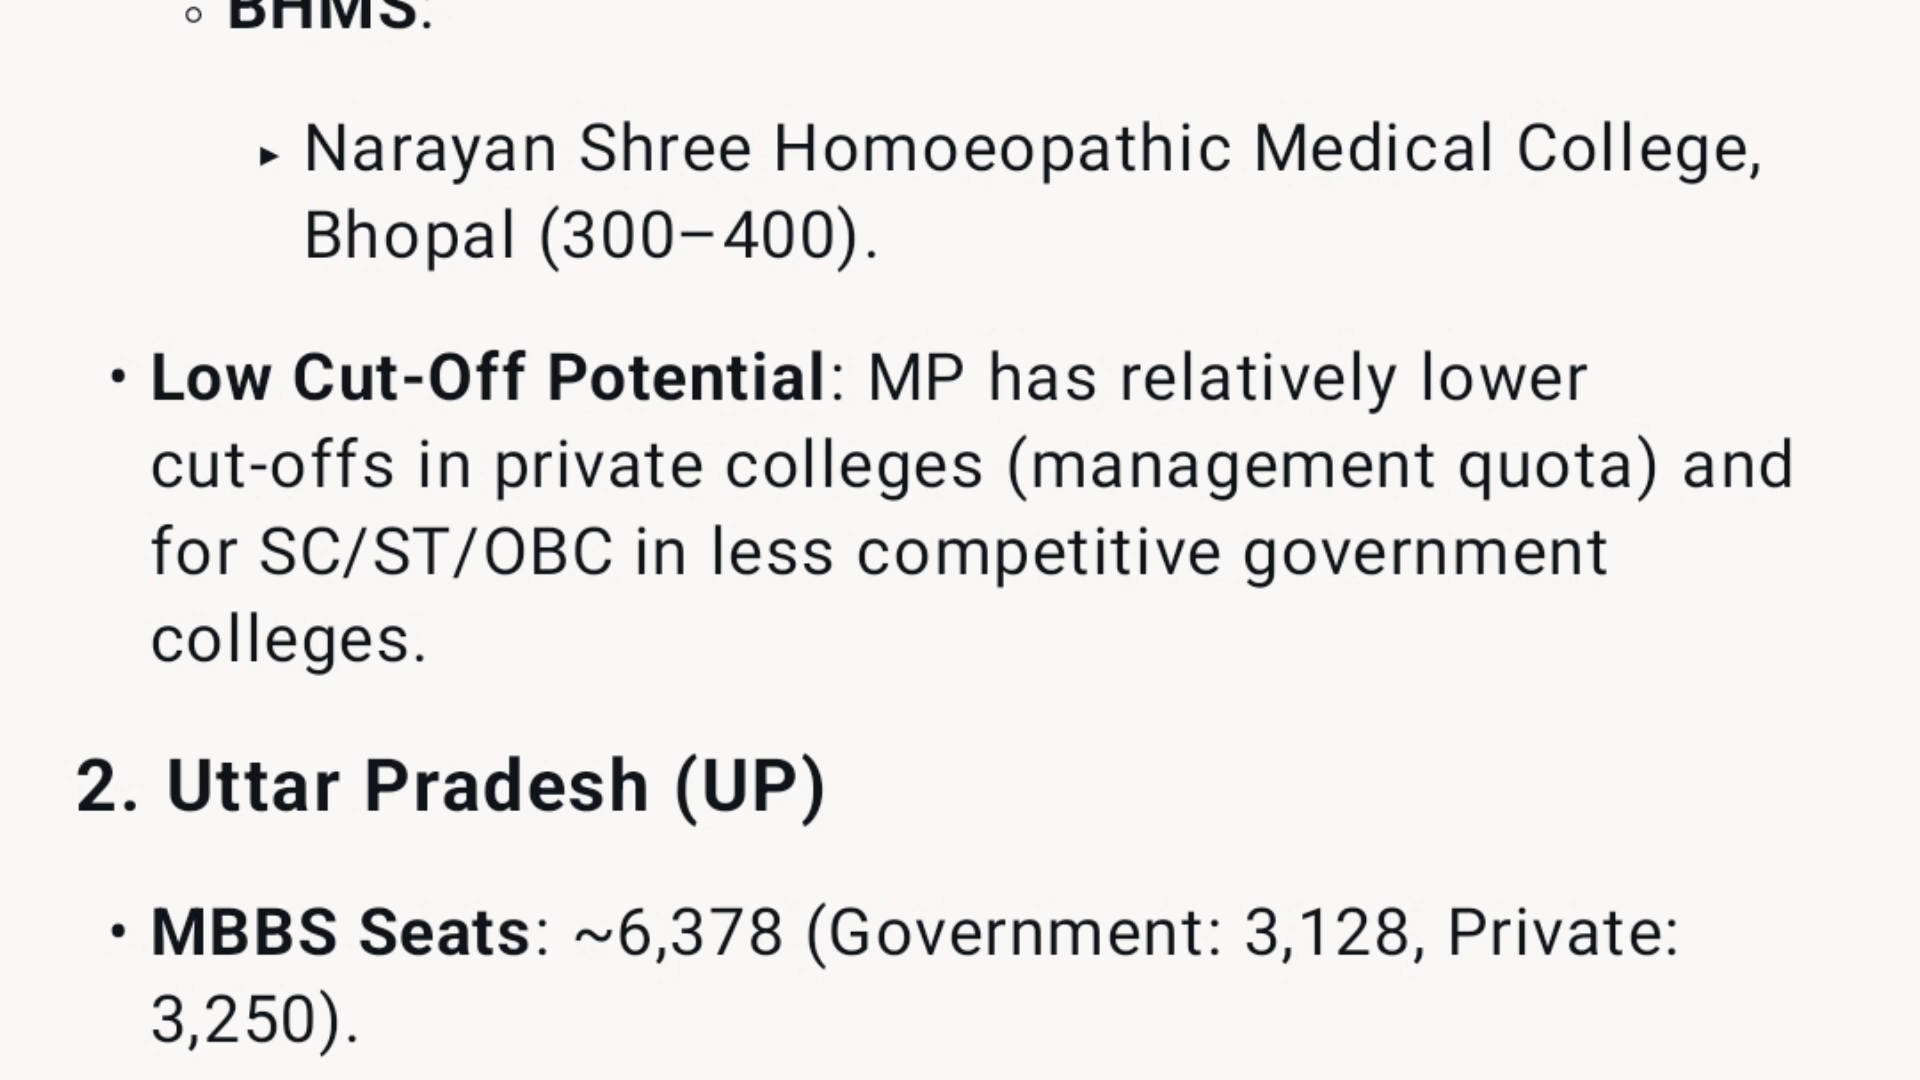 ◦ BHMS:
▸ Narayan Shree Homoeopathic Medical College,
Bhopal (300–400).
• Low Cut-Off Potential: MP has relatively lower
cut-offs in private colleges (management quota) and
for SC/ST/OBC in less competitive government
colleges.
2. Uttar Pradesh (UP)
• MBBS Seats: ~6,378 (Government: 3,128, Private:
3,250).